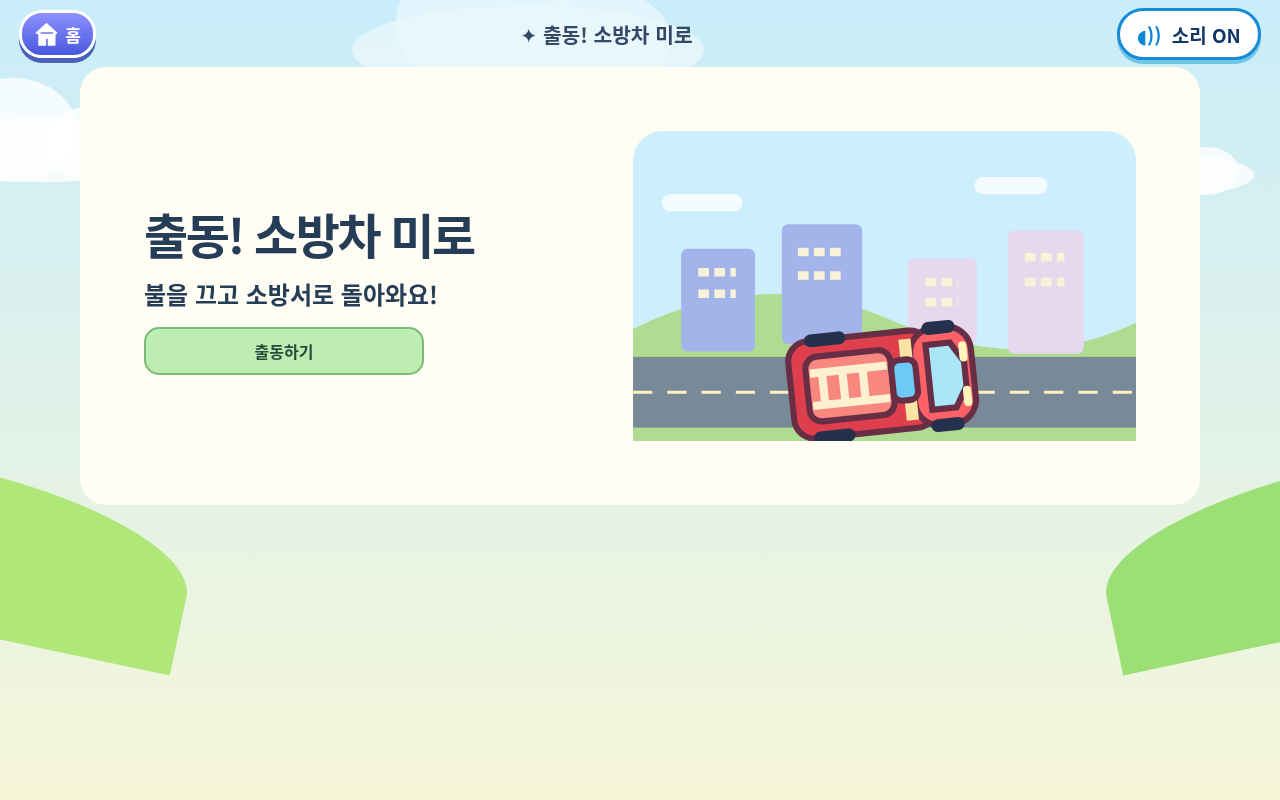 홈
✦ 출동! 소방차 미로
소리 ON
출동! 소방차 미로
불을 끄고 소방서로 돌아와요!
출동하기